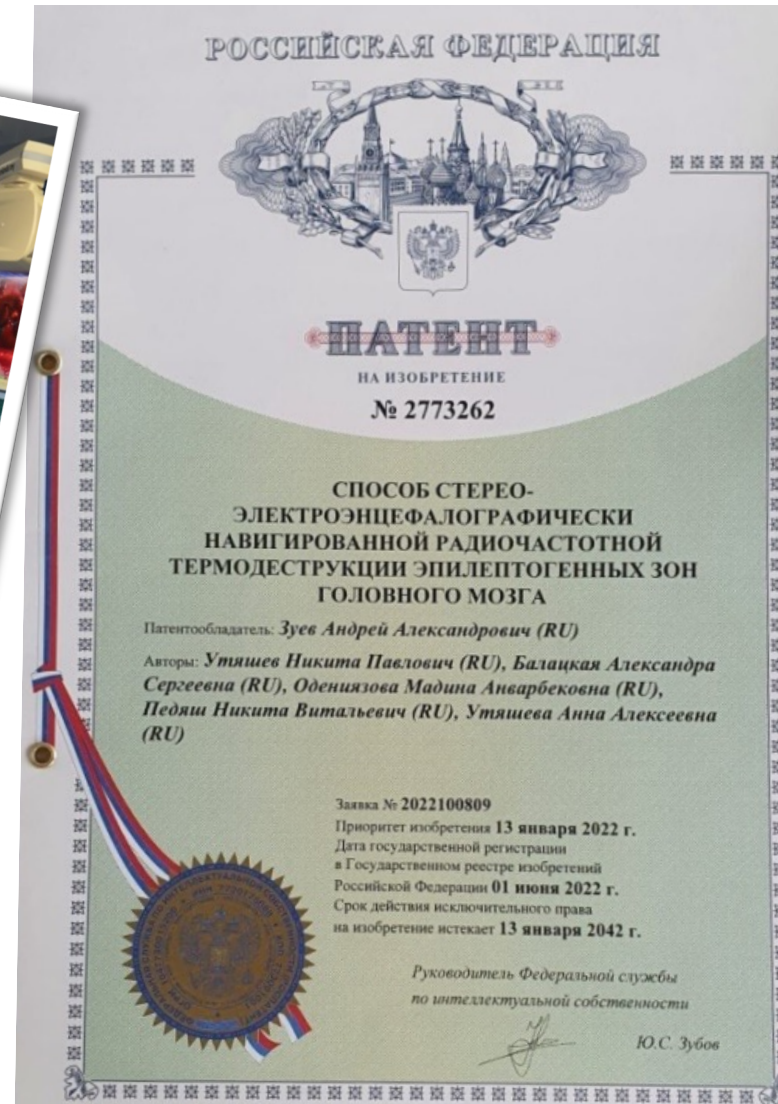 РОССИЙСКАЯ ФЕДЕРАЦИЯ
ПАТЕНТ
НА ИЗОБРЕТЕНИЕ
№ 2773262
СПОСОБ СТЕРЕО-
ЭЛЕКТРОЭНЦЕФАЛОГРАФИЧЕСКИ
НАВИГИРОВАННОЙ РАДИОЧАСТОТНОЙ
ТЕРМОДЕСТРУКЦИИ ЭПИЛЕПТОГЕННЫХ ЗОН
ГОЛОВНОГО МОЗГА
Патентообладатель: Зуев Андрей Александрович (RU)
Авторы: Утяшев Никита Павлович (RU), Балацкая Александра
Сергеевна (RU), Одениязова Мадина Анварбековна (RU),
Педяш Никита Витальевич (RU), Утяшева Анна Алексеевна
(RU)
Заявка № 2022100809
Приоритет изобретения 13 января 2022 г.
Дата государственной регистрации
в Государственном реестре изобретений
Российской Федерации 01 июня 2022 г.
Срок действия исключительного права
на изобретение истекает 13 января 2042 г.
Руководитель Федеральной службы
по интеллектуальной собственности
Ю.С. Зубов